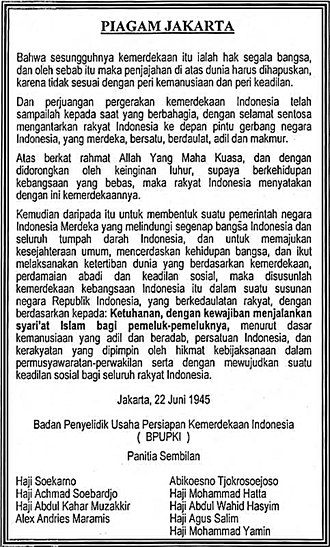 PIAGAM JAKARTA
Bahwa sesungguhnya kemerdekaan itu ialah hak segala bangsa,
dan oleh sebab itu maka penjajahan di atas dunia harus dihapuskan,
karena tidak sesuai dengan peri kemanusiaan dan peri keadilan.
Dan perjuangan pergerakan kemerdekaan Indonesia telah
sampailah kepada saat yang berbahagia, dengan selamat sentosa
mengantarkan rakyat Indonesia ke depan pintu gerbang negara
Indonesia, yang merdeka, bersatu, berdaulat, adil dan makmur.
Atas berkat rahmat Allah Yang Maha Kuasa, dan dengan
didorongkan oleh keinginan luhur, supaya berkehidupan
kebangsaan yang bebas, maka rakyat Indonesia menyatakan
dengan ini kemerdekaannya.
Kemudian daripada itu untuk membentuk suatu pemerintah negara
Indonesia Merdeka yang melindungi segenap bangsa Indonesia dan
seluruh tumpah darah Indonesia, dan untuk memajukan
kesejahteraan umum, mencerdaskan kehidupan bangsa, dan ikut
melaksanakan ketertiban dunia yang berdasarkan kemerdekaan,
perdamaian abadi dan keadilan sosial, maka disusunlah
kemerdekaan kebangsaan Indonesia itu dalam suatu susunan
negara Republik Indonesia, yang berkedaulatan rakyat, dengan
berdasarkan kepada: Ketuhanan, dengan kewajiban menjalankan
syari'at Islam bagi pemeluk-pemeluknya, menurut dasar
kemanusiaan yang adil dan beradab, persatuan Indonesia, dan
kerakyatan yang dipimpin oleh hikmat kebijaksanaan dalam
permusyawaratan-perwakilan serta dengan mewujudkan suatu
keadilan sosial bagi seluruh rakyat Indonesia.
Jakarta, 22 Juni 1945
Badan Penyelidik Usaha Persiapan Kemerdekaan Indonesia
( BPUPKI )
Panitia Sembilan
Haji Soekarno
Haji Achmad Soebardjo
Haji Abdul Kahar Muzakkir
Alex Andries Maramis
Abikoesno Tjokrosoejoso
Haji Mohammad Hatta
Haji Abdul Wahid Hasyim
Haji Agus Salim
Haji Mohammad Yamin